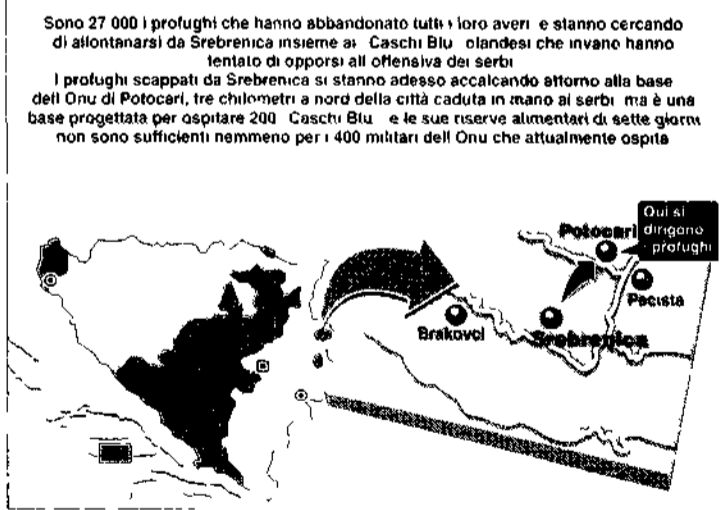 Sono 27 000 i profughi che hanno abbandonato tutti i loro averi e stanno cercando
di allontanarsi da Srebrenica insieme ai Caschi Blu olandesi che invano hanno
tentato di opporsi all offensiva dei serbi
I profughi scappati da Srebrenica si stanno adesso accalcando attorno alla base
dell Onu di Potocari, tre chilometri a nord della città caduta in mano ai serbi ma è una
base progettata per ospitare 200 Caschi Blu e le sue riserve alimentari di sette giorni
non sono sufficienti nemmeno per i 400 militari dell Onu che attualmente ospita
Qui si
dirigono
i profughi
Potocari
Pecista
Brakovci
Srebrenica